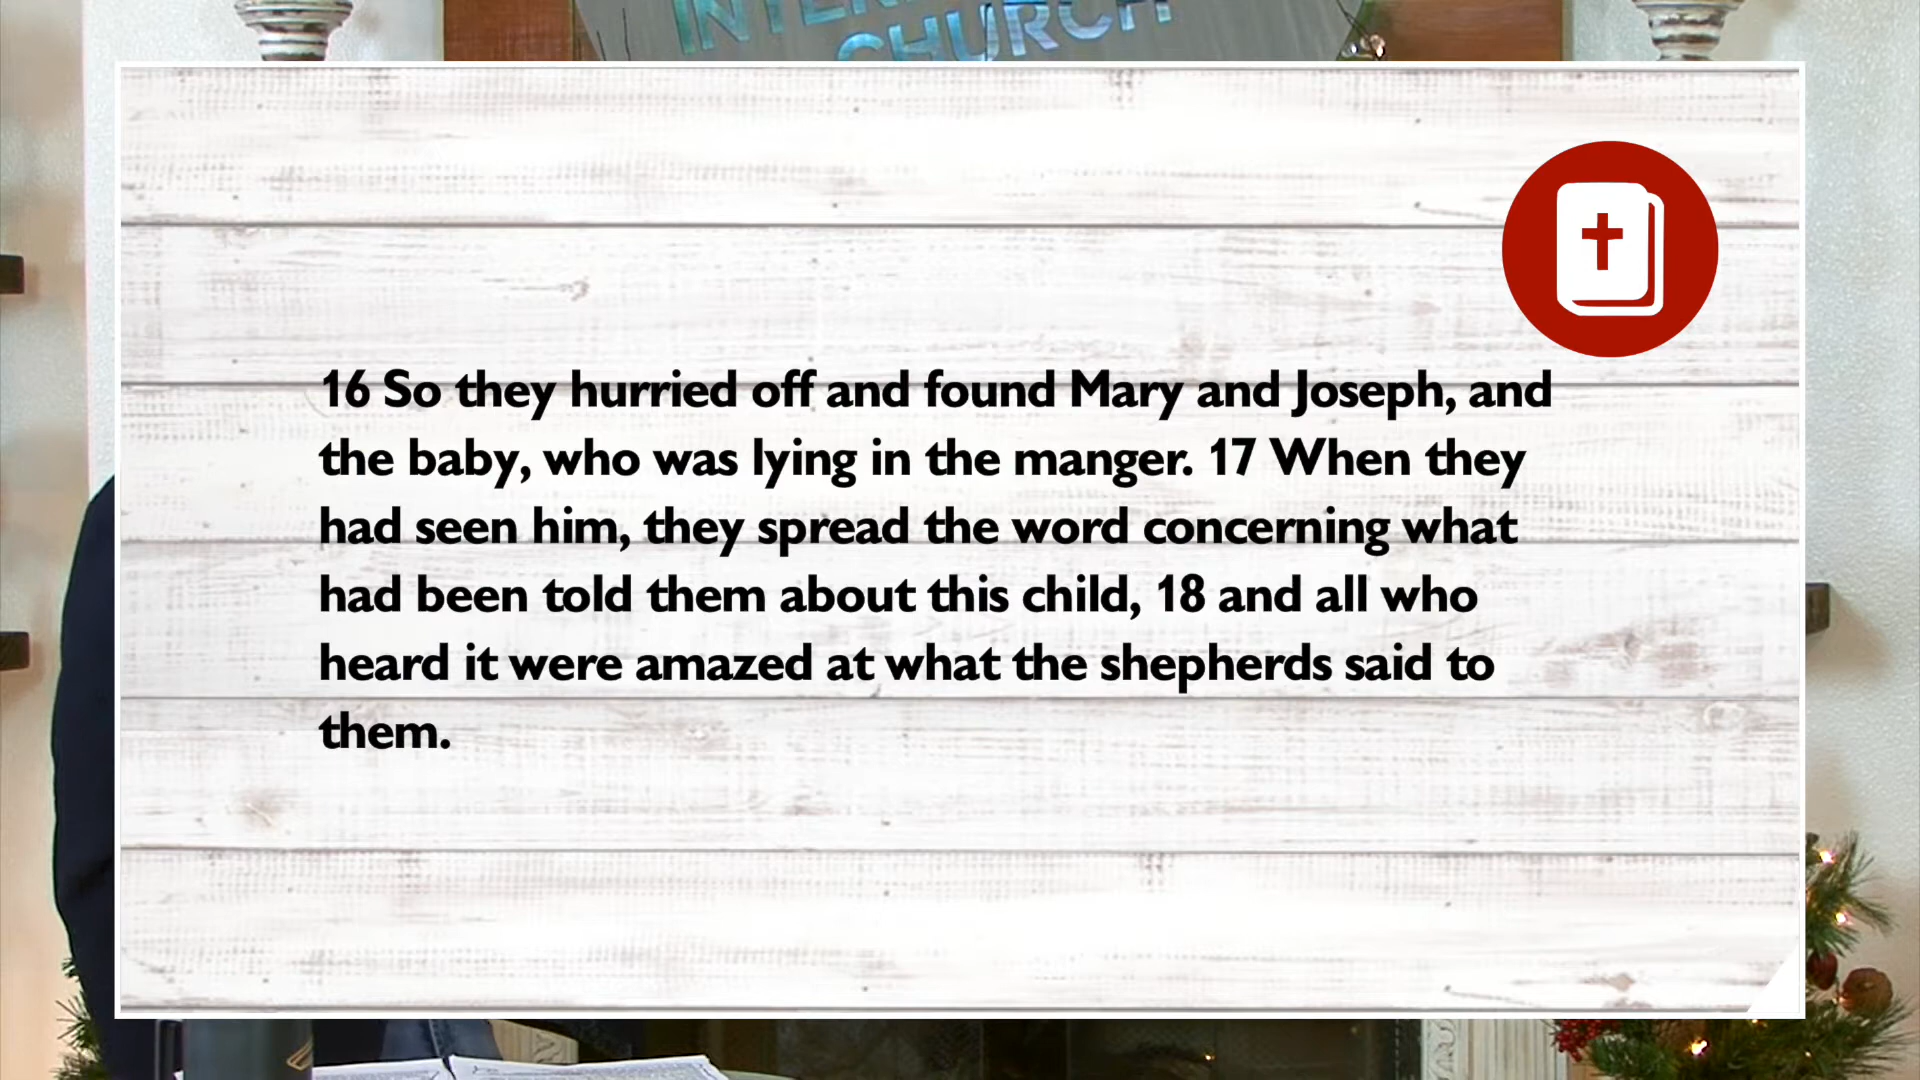 CHURCH
16 So they hurried off and found Mary and Joseph, and
the baby, who was lying in the manger. 17 When they
had seen him, they spread the word concerning what
had been told them about this child, 18 and all who
heard it were amazed at what the shepherds said to
them.